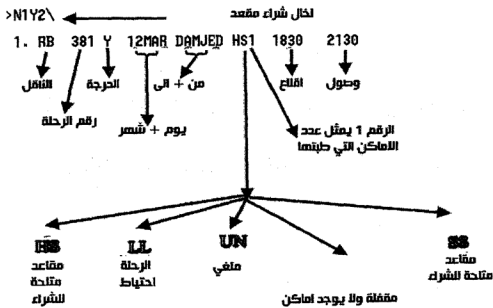 >N1Y2\ لخال شراء مقعد
1. RB 381 Y 12MAR DAMJED HS1 1830 2130
الناقل الحرجة من + الى اقلاع وصول
رقم الرحلة يوم + شهر الرقم 1 يمثل عدد
الاماكن التي طبتها
HS LL UN SS
مقاعد الرحلة ملغي مقاعد
متاحة احتياط متاحة للشراء
للشراء مقفلة ولا يوجد اماكن